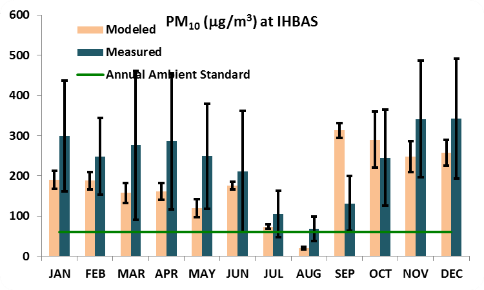 PM10 (µg/m³) at IHBAS
Modeled
Measured
Annual Ambient Standard
600
500
400
300
200
100
0
JAN FEB MAR APR MAY JUN JUL AUG SEP OCT NOV DEC